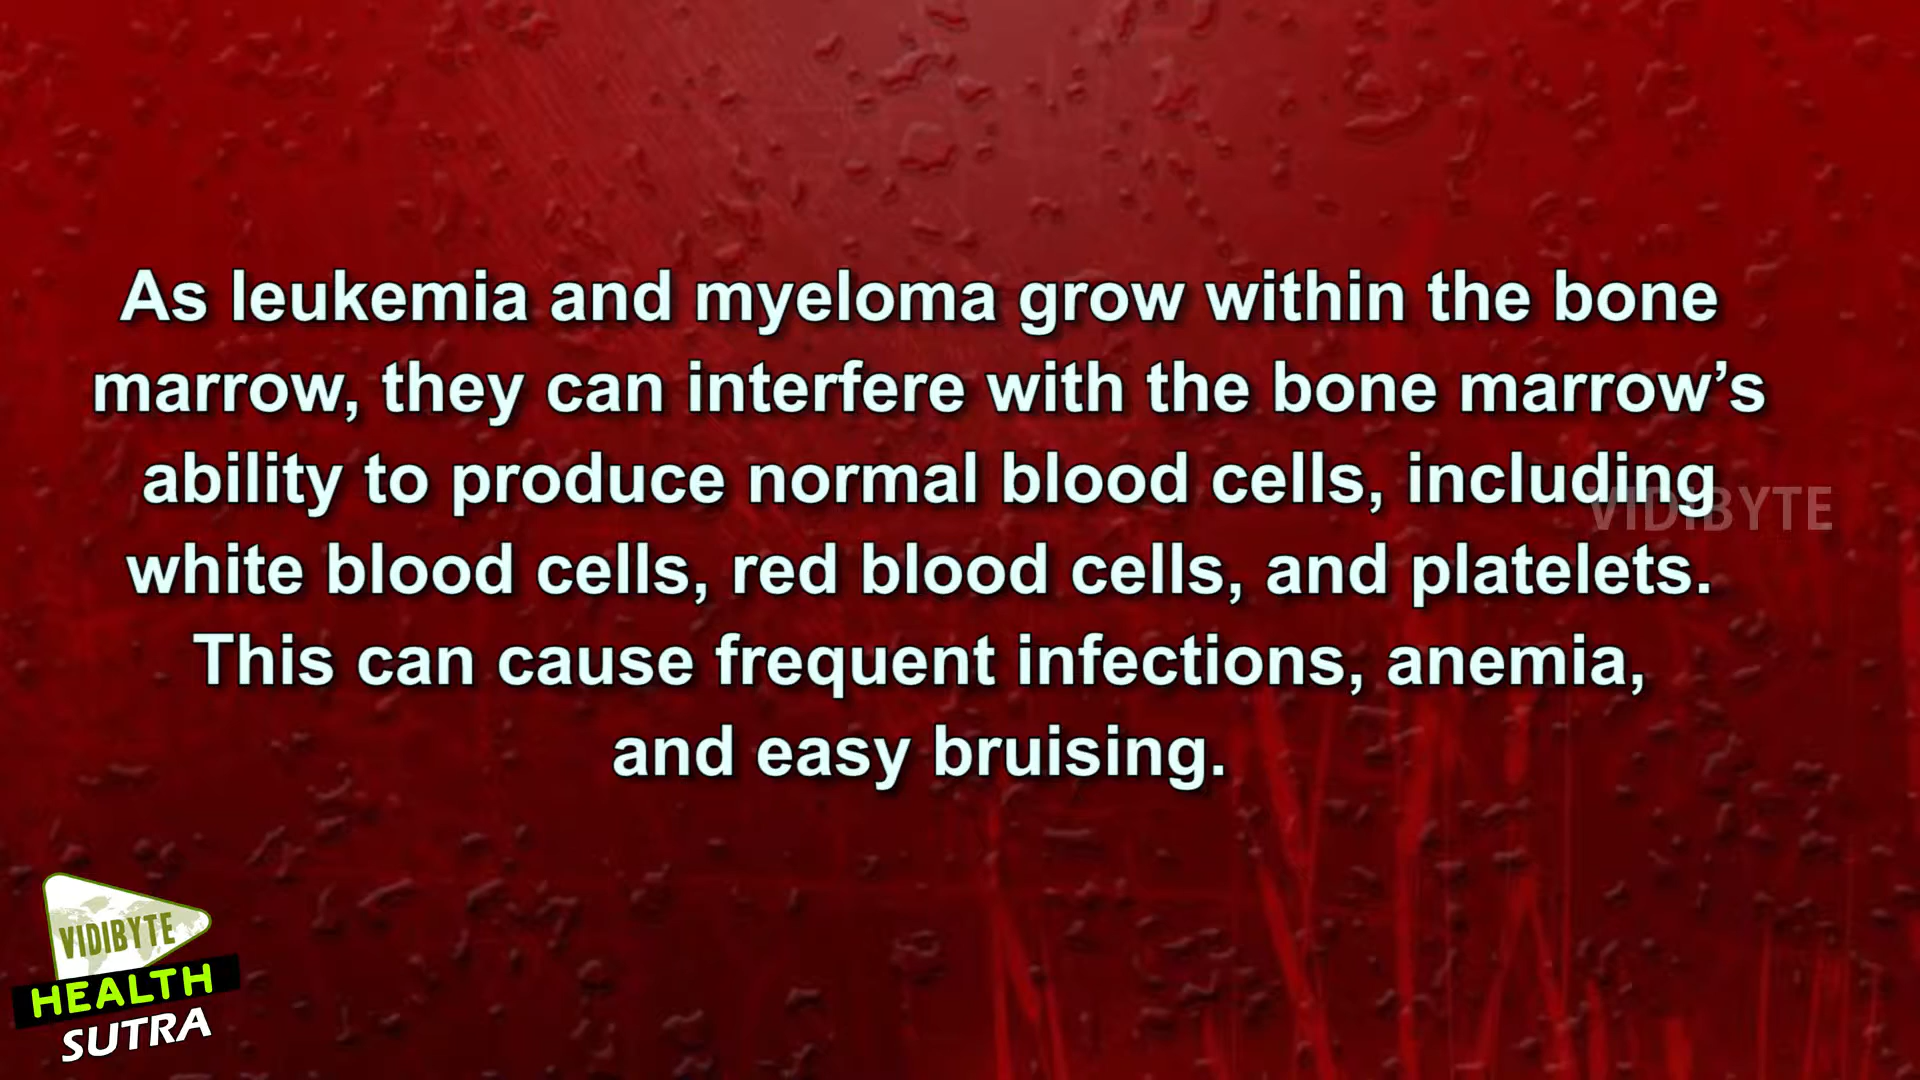 As leukemia and myeloma grow within the bone
marrow, they can interfere with the bone marrow’s
ability to produce normal blood cells, including
VIDIBYTE
white blood cells, red blood cells, and platelets.
This can cause frequent infections, anemia,
and easy bruising.
VIDIBYTE
HEALTH
SUTRA